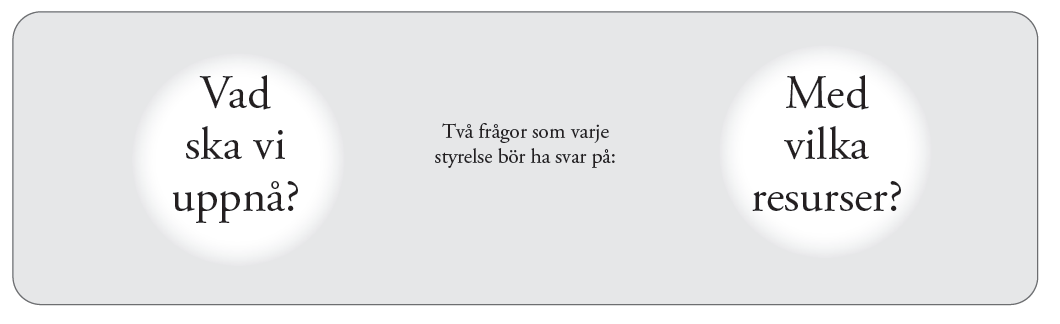 Vad
ska vi
uppnå?
Två frågor som varje
styrelse bör ha svar på:
Med
vilka
resurser?